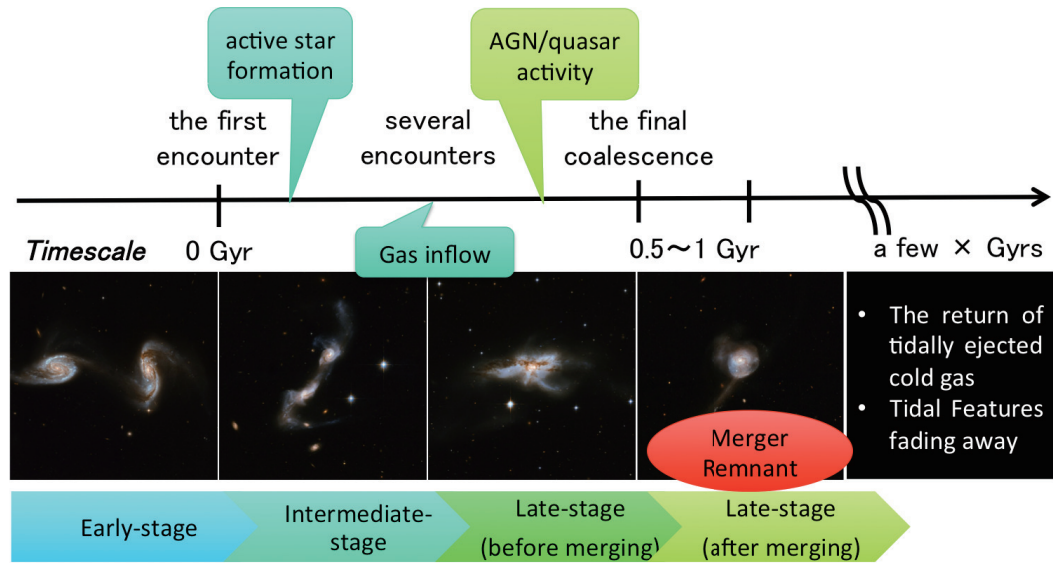 active star
formation
AGN/quasar
activity
the first
encounter
several
encounters
the final
coalescence
Gas inflow
Timescale
0 Gyr
0.5～1 Gyr
a few × Gyrs
• The return of
tidally ejected
cold gas
• Tidal Features
fading away
Merger
Remnant
Early-stage
Intermediate-
stage
Late-stage
(before merging)
Late-stage
(after merging)